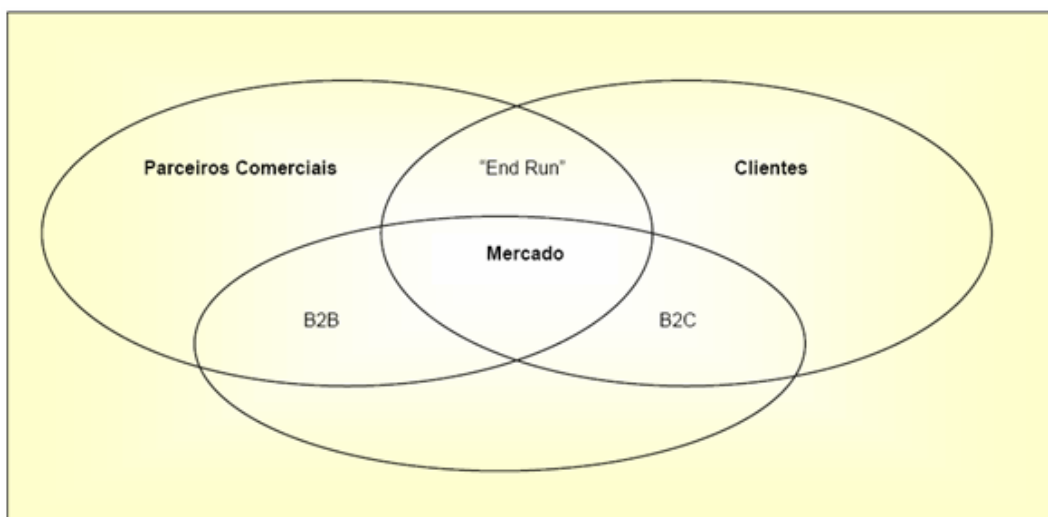 Parceiros Comerciais
"End Run"
Clientes
Mercado
B2B
B2C